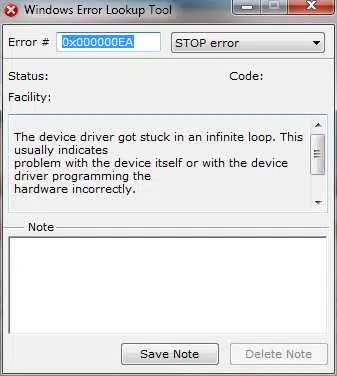 Windows Error Lookup Tool
Error # 0x000000EA STOP error
Status: Code:
Facility:
The device driver got stuck in an infinite loop. This
usually indicates
problem with the device itself or with the device
driver programming the
hardware incorrectly.
Note
Save Note Delete Note